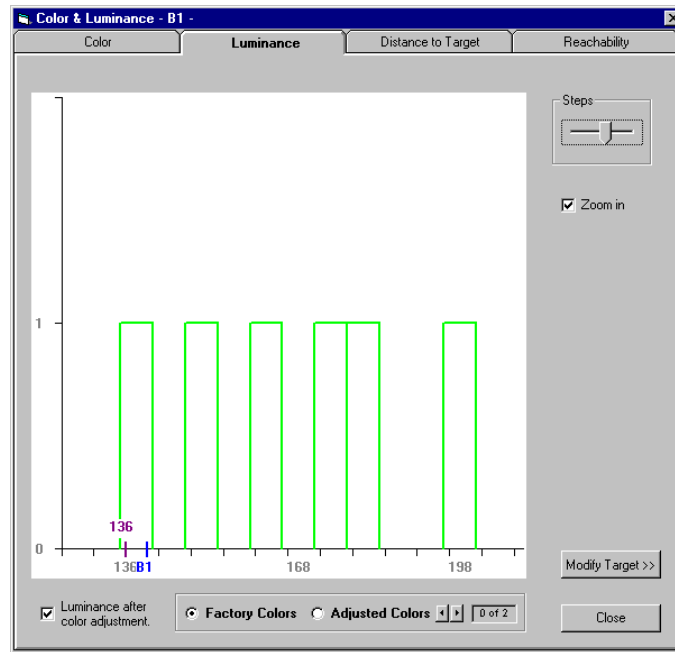 Color & Luminance - B1 -
Color Luminance Distance to Target Reachability
Steps
Zoom in
1
136
0
136 B1 168 198
Modify Target >>
Luminance after
color adjustment.
Factory Colors Adjusted Colors 0 of 2
Close